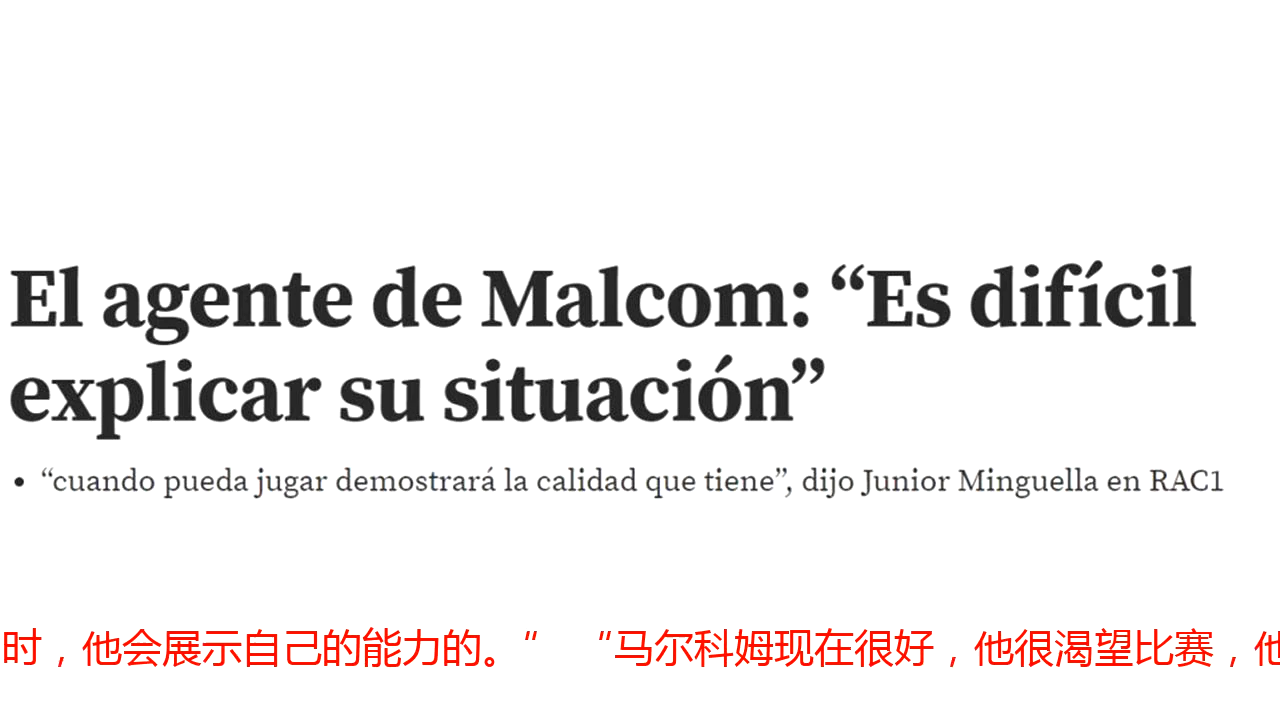 El agente de Malcom: “Es difícil
explicar su situación”
• “cuando pueda jugar demostrará la calidad que tiene”, dijo Junior Minguella en RAC1
时，他会展示自己的能力的。” “马尔科姆现在很好，他很渴望比赛，他